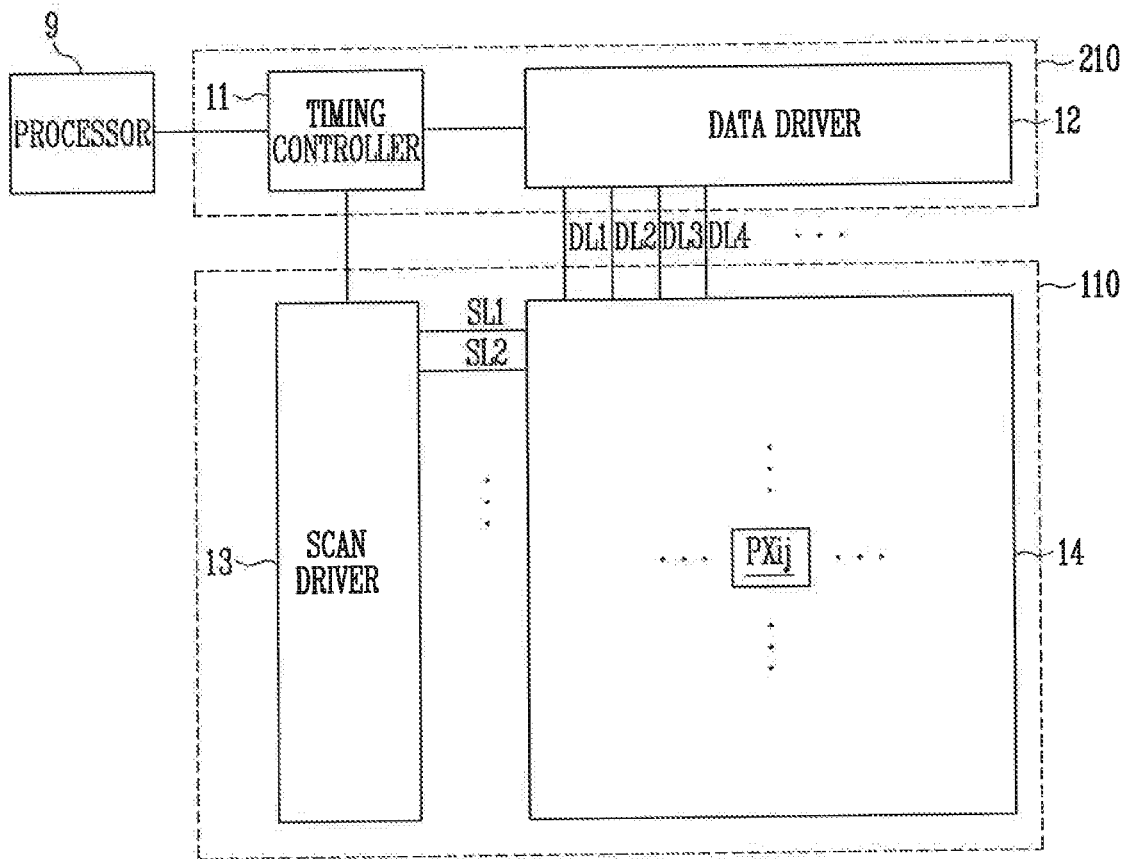 9
PROCESSOR
210
11
TIMING
CONTROLLER
DATA DRIVER
12
DL1 DL2 DL3 DL4 . . .
110
SL1
SL2
13
SCAN
DRIVER
PXij
14